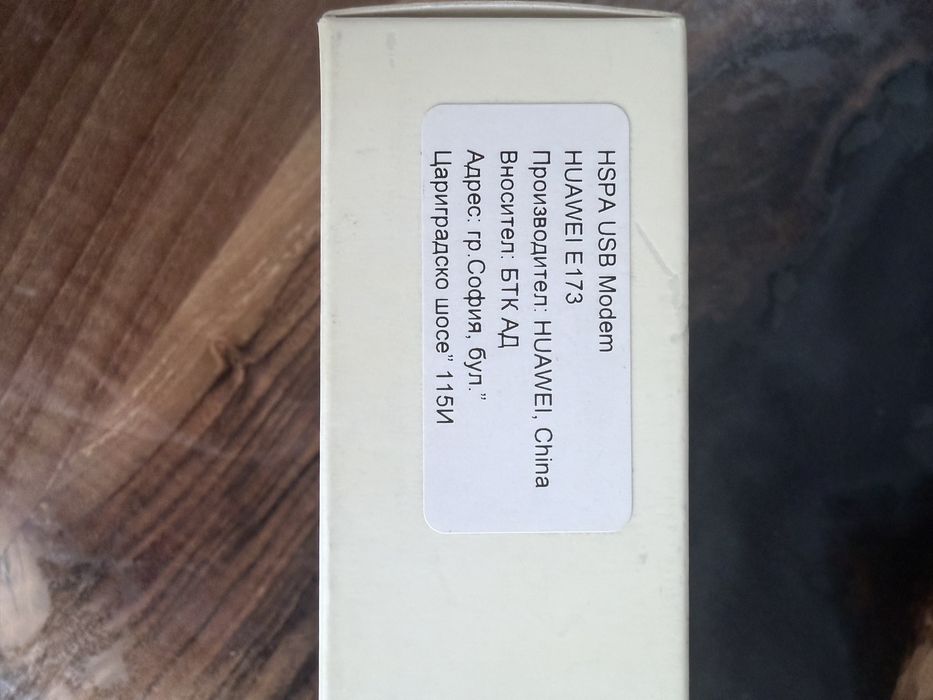 HSPA USB Modem
HUAWEI E173
Производител: HUAWEI, China
Вносител: БТК АД
Адрес: гр.София, бул.”
Цариградско шосе” 115И